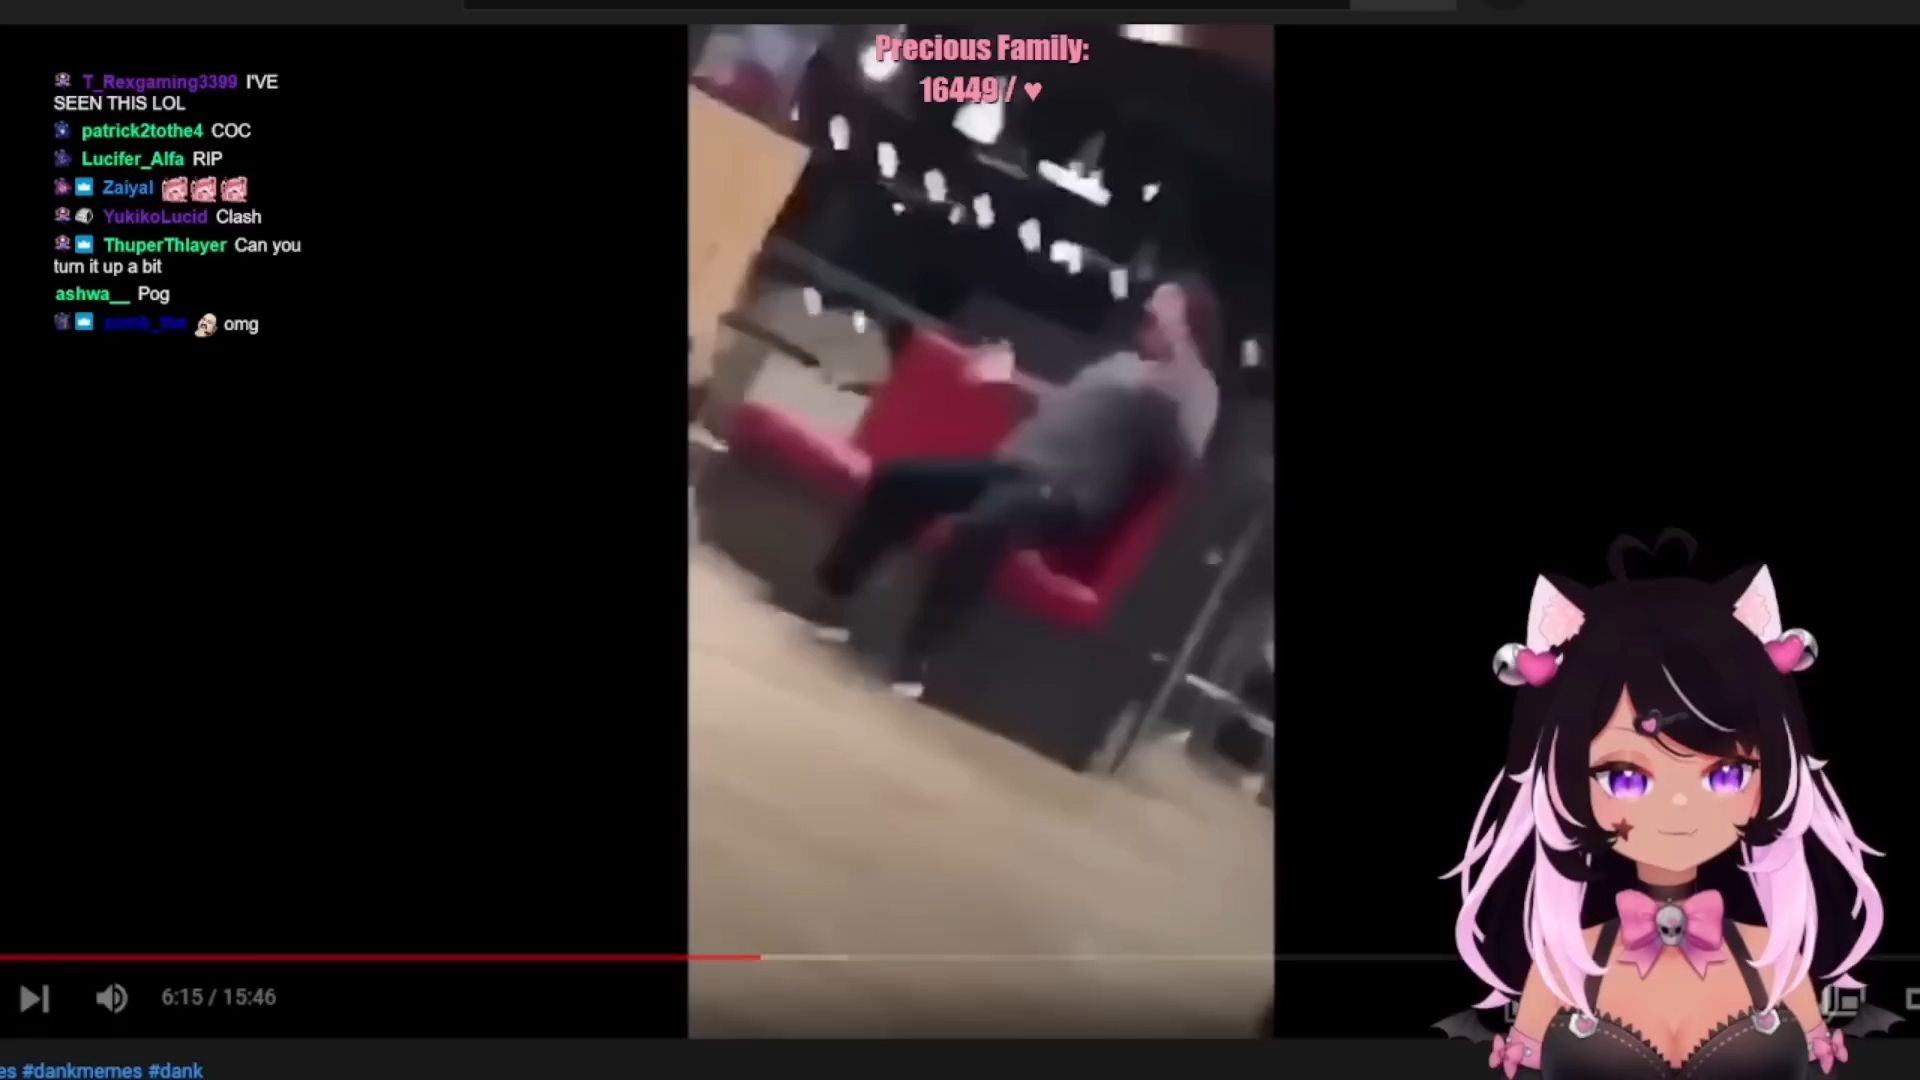 Precious Family:
16449 / ♥
T_Rexgaming3399 I'VE
SEEN THIS LOL
patrick2tothe4 COC
Lucifer_Alfa RIP
Zaiyal
YukikoLucid Clash
ThuperThlayer Can you
turn it up a bit
ashwa__ Pog
omg
6:15 / 15:46
#dankmemes #dank